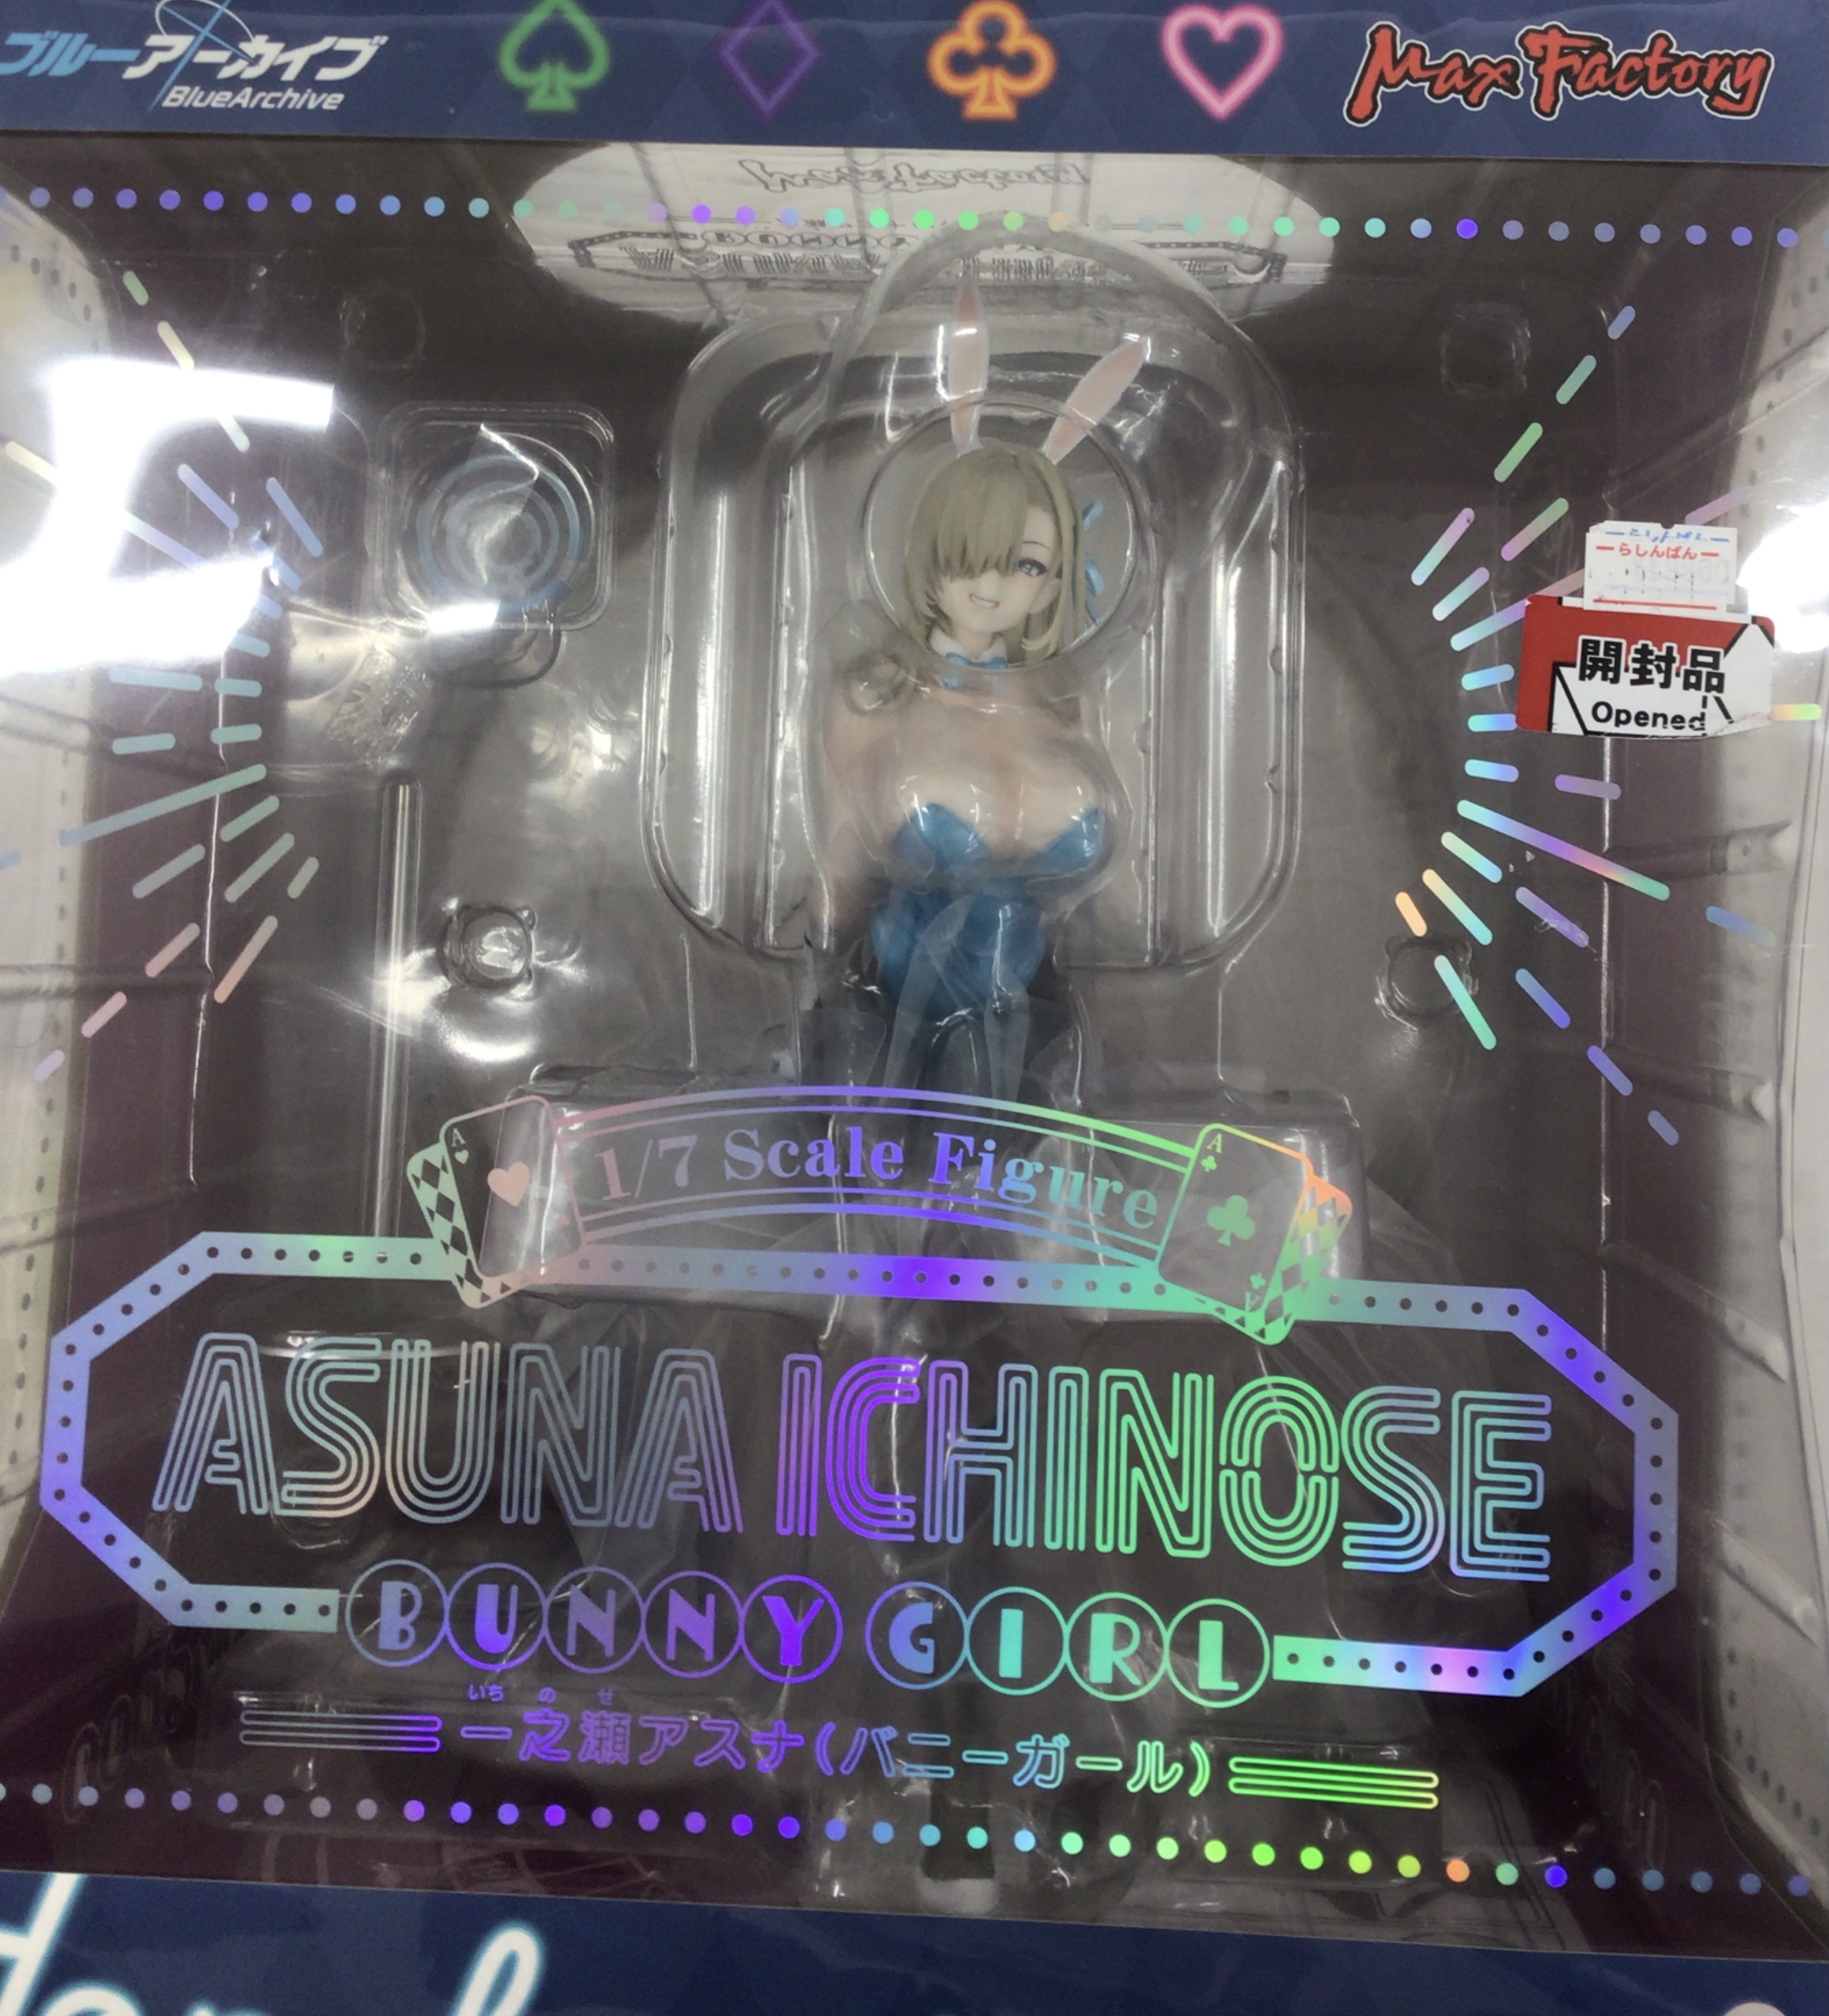 ブルーアーカイブ
BlueArchive
Max Factory
らしんばん
開封品
Opened
A
A
1/7 Scale Figure
A
ASUNA ICHINOSE
BUNNY GIRL
いち の せ
一之瀬アスナ(バニーガール)